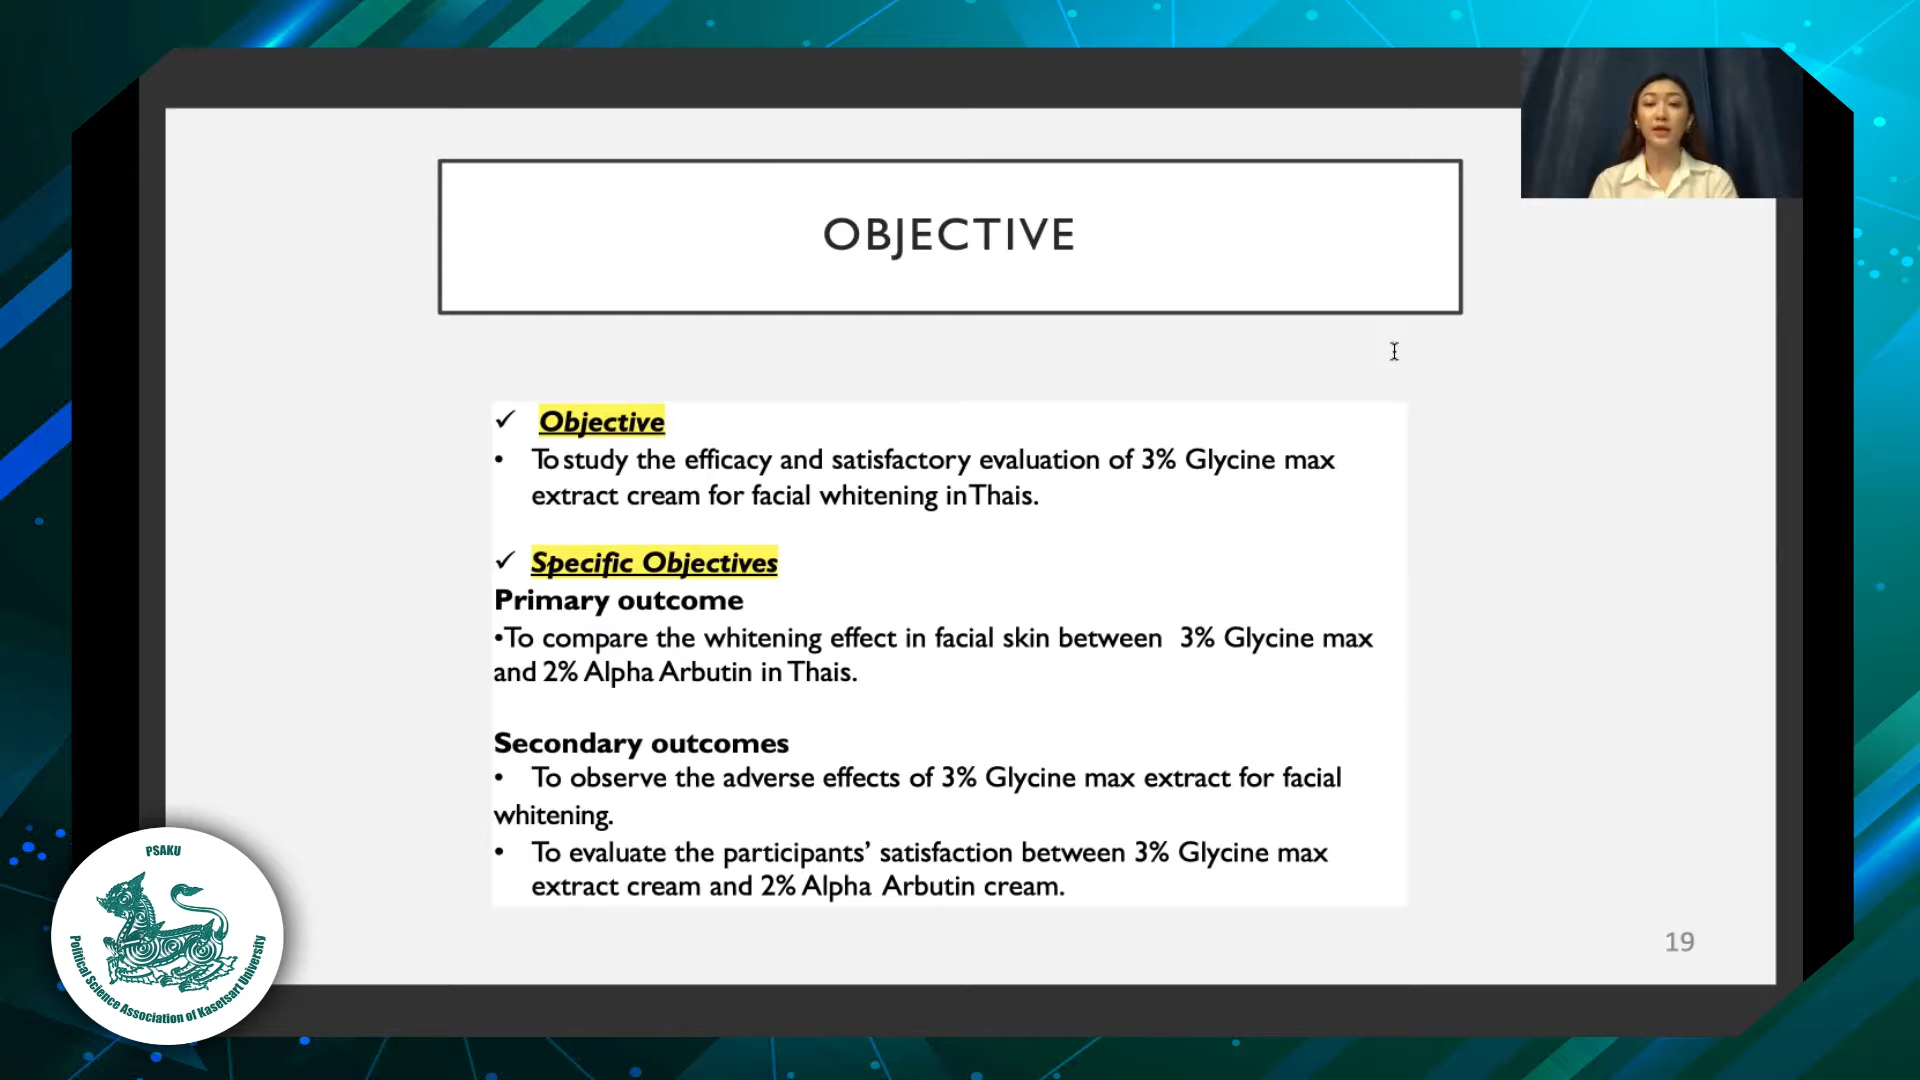 OBJECTIVE
✓ Objective
• To study the efficacy and satisfactory evaluation of 3% Glycine max
extract cream for facial whitening in Thais.
✓ Specific Objectives
Primary outcome
•To compare the whitening effect in facial skin between 3% Glycine max
and 2% Alpha Arbutin in Thais.
Secondary outcomes
• To observe the adverse effects of 3% Glycine max extract for facial
whitening.
• To evaluate the participants’ satisfaction between 3% Glycine max
extract cream and 2% Alpha Arbutin cream.
19
PSAKU
Political Science Association of Kasetsart University